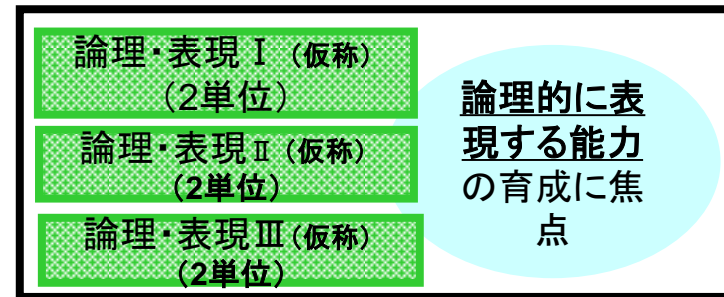 論理・表現Ⅰ（仮称）
（2単位）
論理・表現Ⅱ（仮称）
（2単位）
論理・表現Ⅲ（仮称）
（2単位）
論理的に表
現する能力
の育成に焦
点